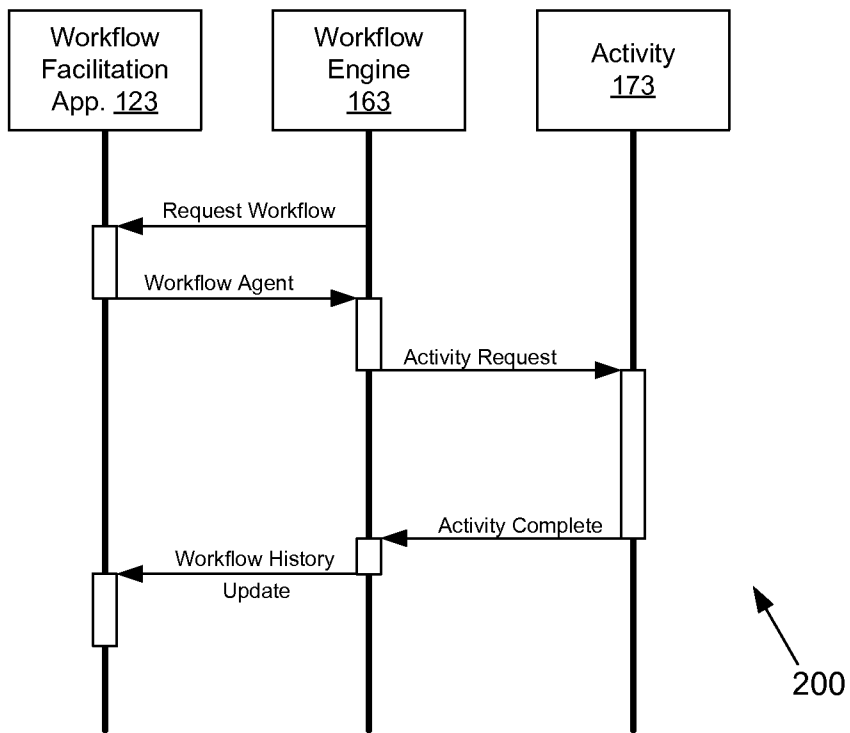 Workflow
Facilitation
App. 123
Workflow
Engine
163
Activity
173
Request Workflow
Workflow Agent
Activity Request
Activity Complete
Workflow History
Update
200